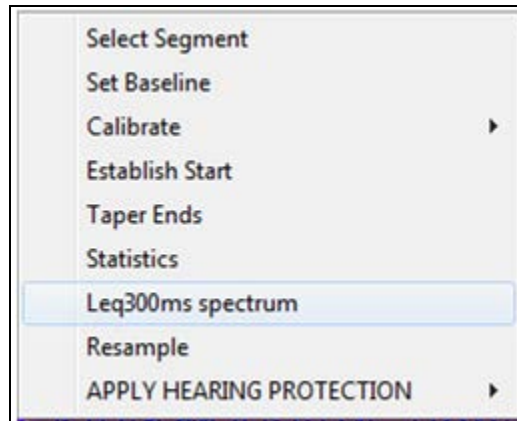 Select Segment
Set Baseline
Calibrate
Establish Start
Taper Ends
Statistics
Leq300ms spectrum
Resample
APPLY HEARING PROTECTION